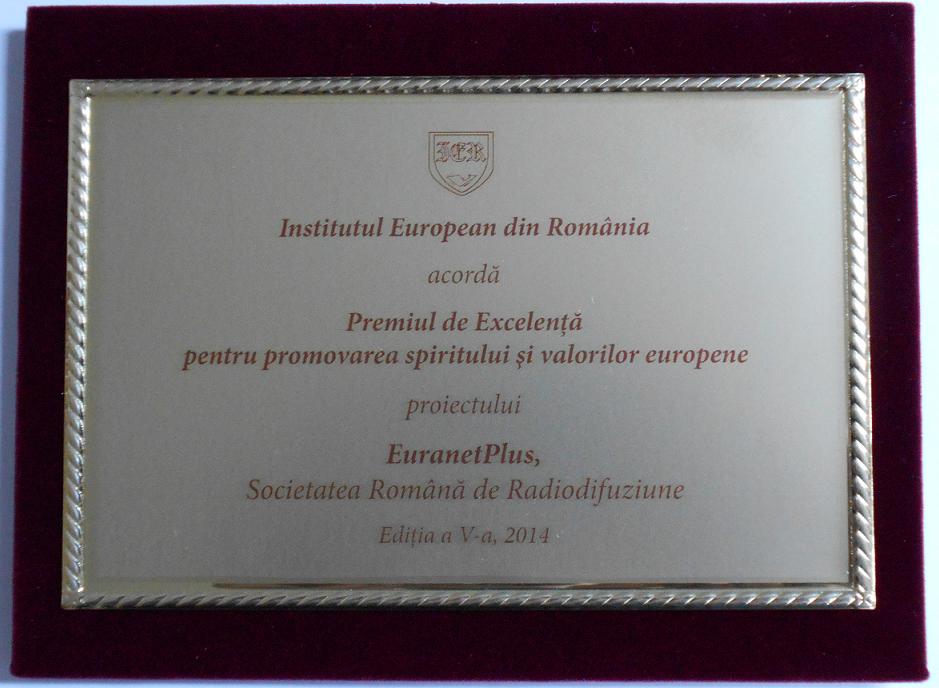 IER
Institutul European din România
acordă
Premiul de Excelență
pentru promovarea spiritului și valorilor europene
proiectului
EuranetPlus,
Societatea Română de Radiodifuziune
Ediția a V-a, 2014